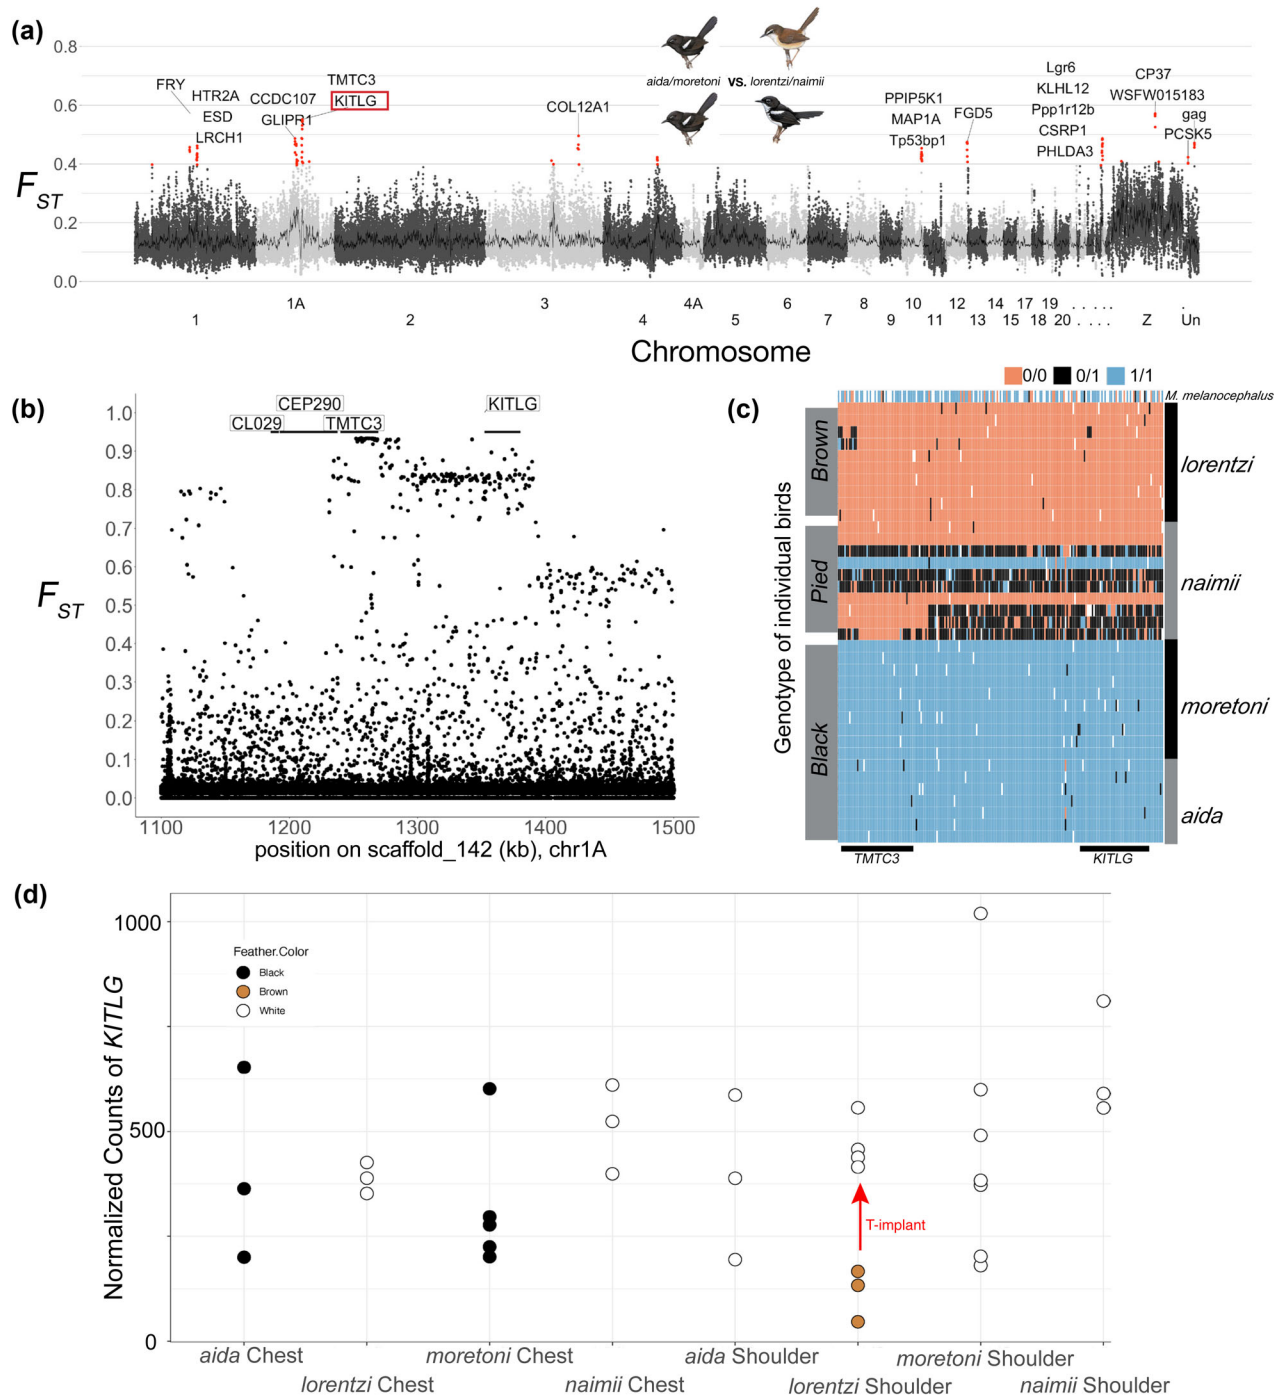 (a)
0.8
0.6
0.4
0.2
0.0
FST
FRY
HTR2A
ESD
LRCH1
CCDC107
GLIPR1
TMTC3
KITLG
COL12A1
aida/moretoni vs. lorentzi/naimii
PPIP5K1
MAP1A
Tp53bp1
FGD5
Lgr6
KLHL12
Ppp1r12b
CSRP1
PHLDA3
CP37
WSFW015183
gag
PCSK5
1A 3 4A 6 8 10 12 14 17 19 . . . . . .
1 2 4 5 7 9 11 13 15 18 20 . . . . Z Un
Chromosome
(b)
CEP290
KITLG
CL029
TMTC3
1.0
0.9
0.8
0.7
0.6
0.5
0.4
0.3
0.2
0.1
0.0
FST
1100 1200 1300 1400 1500
position on scaffold_142 (kb), chr1A
(c)
0/0 0/1 1/1
M. melanocephalus
Genotype of individual birds
Brown
Pied
Black
lorentzi
naimii
moretoni
aida
TMTC3
KITLG
(d)
Normalized Counts of KITLG
1000
500
0
Feather.Color
Black
Brown
White
T-implant
aida Chest
lorentzi Chest
moretoni Chest
naimii Chest
aida Shoulder
lorentzi Shoulder
moretoni Shoulder
naimii Shoulder